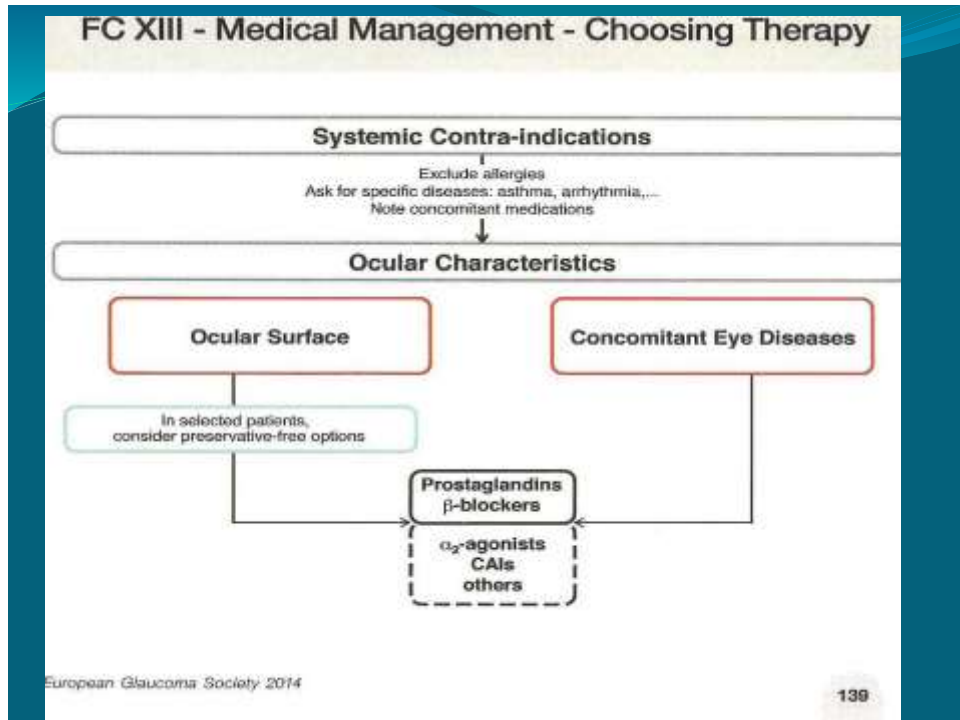 FC XIII - Medical Management - Choosing Therapy
Systemic Contra-indications
Exclude allergies
Ask for specific diseases: asthma, arrhythmia,...
Note concomitant medications
Ocular Characteristics
Ocular Surface
Concomitant Eye Diseases
In selected patients,
consider preservative-free options
Prostaglandins
β-blockers
α₂-agonists
CAIs
others
European Glaucoma Society 2014
139